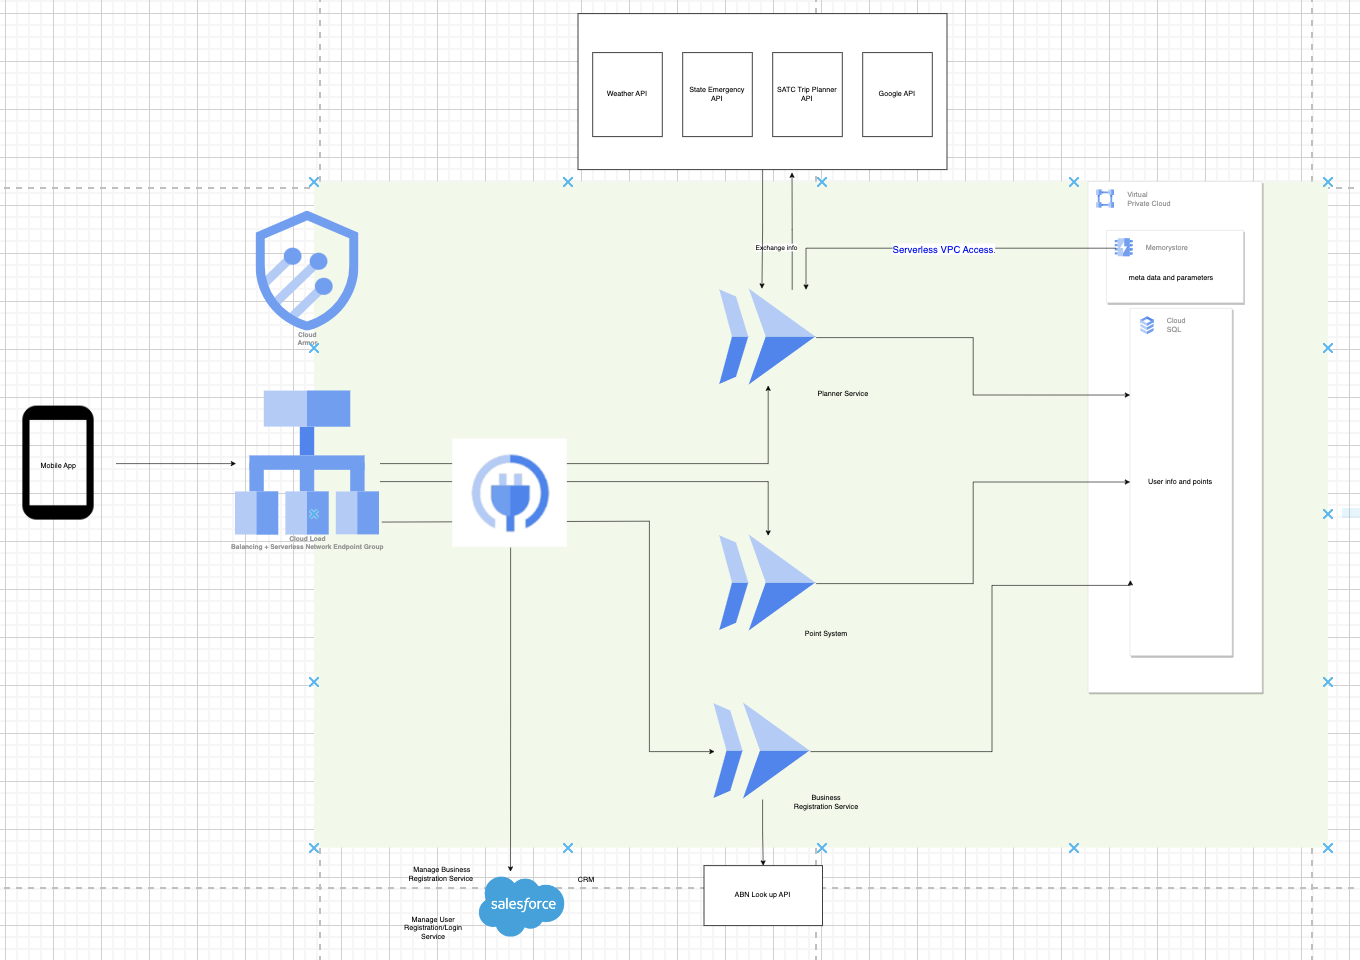 Weather API
State Emergency
API
SATC Trip Planner
API
Google API
Virtual
Private Cloud
Exchange info
Serverless VPC Access.
Memorystore
meta data and parameters
Cloud
SQL
Cloud
Armor
Planner Service
Mobile App
User info and points
Cloud Load
Balancing + Serverless Network Endpoint Group
Point System
Business
Registration Service
Manage Business
Registration Service
CRM
salesforce
ABN Look up API
Manage User
Registration/Login
Service